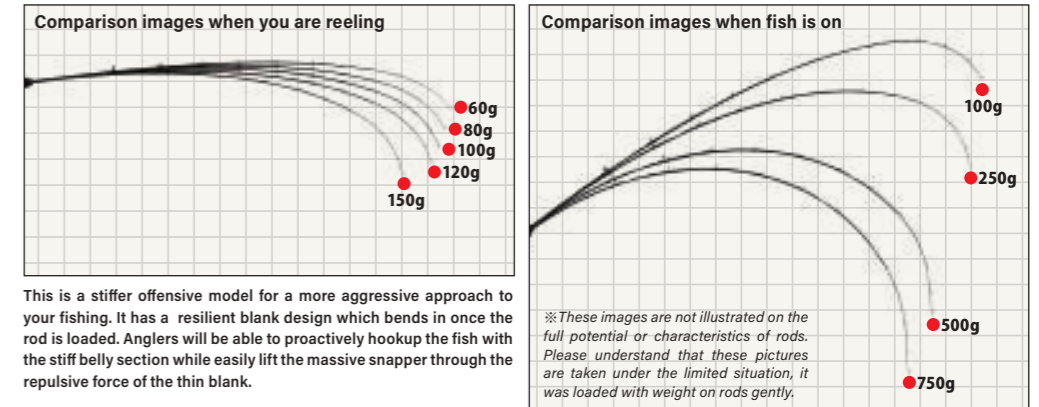 Comparison images when you are reeling
60g
80g
100g
120g
150g
This is a stiffer offensive model for a more aggressive approach to
your fishing. It has a resilient blank design which bends in once the
rod is loaded. Anglers will be able to proactively hookup the fish with
the stiff belly section while easily lift the massive snapper through the
repulsive force of the thin blank.
Comparison images when fish is on
100g
250g
500g
750g
※These images are not illustrated on the
full potential or characteristics of rods.
Please understand that these pictures
are taken under the limited situation, it
was loaded with weight on rods gently.